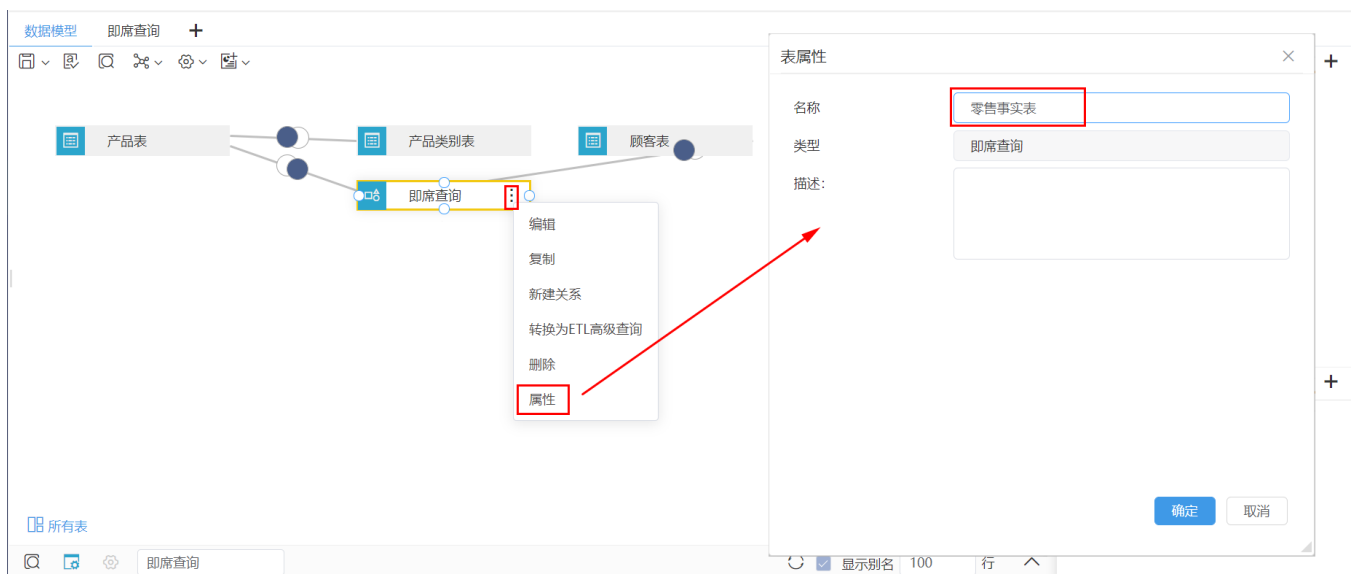 数据模型 即席查询
表属性
名称 零售事实表
产品表 产品类别表 顾客表
类型 即席查询
描述:
即席查询
编辑
复制
新建关系
转换为ETL高级查询
删除
属性
确定 取消
所有表
即席查询 显示别名 100 行